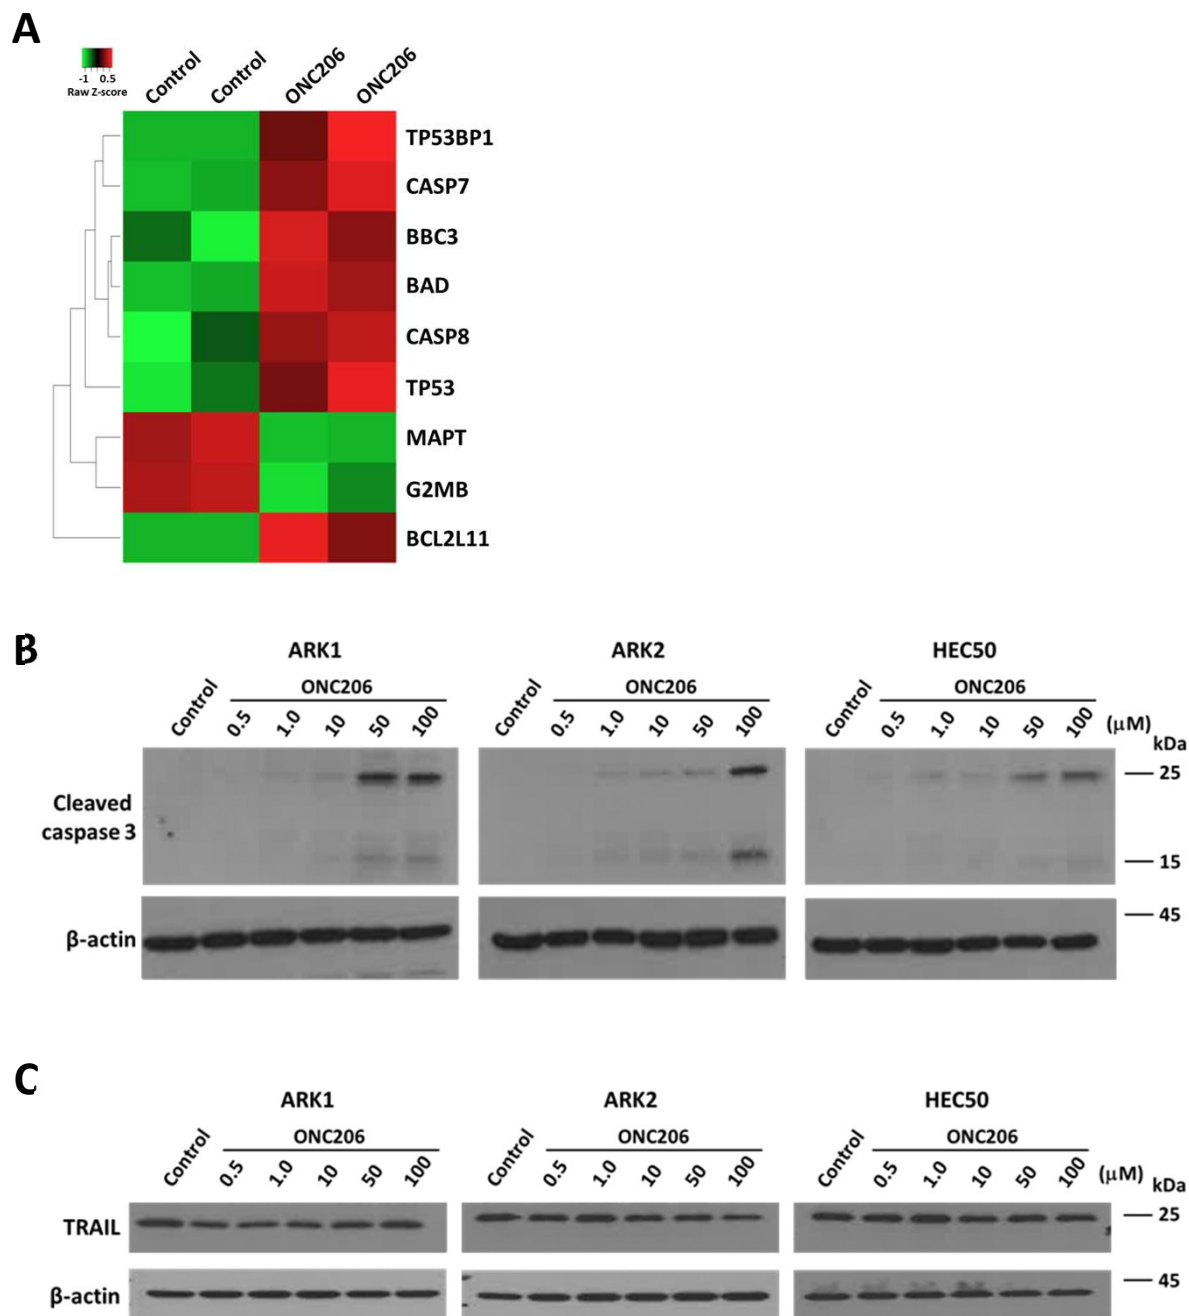 A
Control Control ONC206 ONC206
-1 0.5
Raw Z-score
TP53BP1
CASP7
BBC3
BAD
CASP8
TP53
MAPT
G2MB
BCL2L11
B
ARK1 ARK2 HEC50
Control ONC206 Control ONC206 Control ONC206
0.5 1.0 10 50 100 0.5 1.0 10 50 100 0.5 1.0 10 50 100 (μM)
kDa
25
Cleaved
caspase 3
15
45
β-actin
C
ARK1 ARK2 HEC50
Control ONC206 Control ONC206 Control ONC206
0.5 1.0 10 50 100 0.5 1.0 10 50 100 0.5 1.0 10 50 100 (μM)
kDa
TRAIL 25
45
β-actin